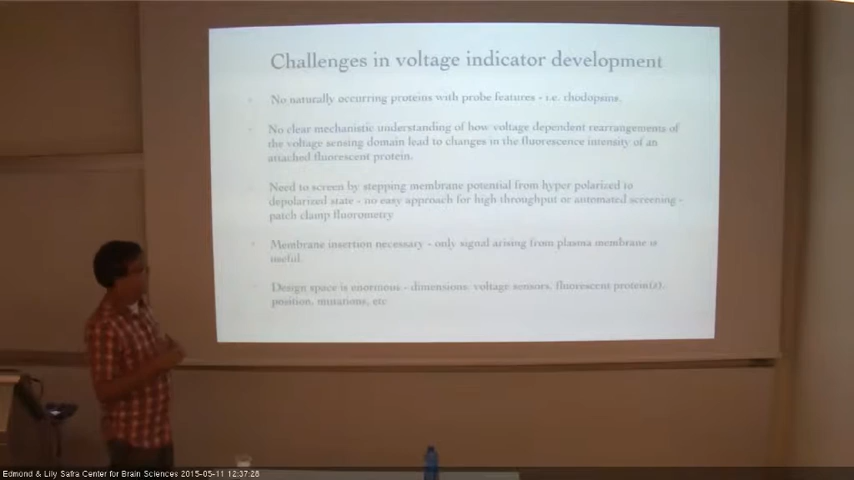 Challenges in voltage indicator development
No naturally occurring proteins with probe features - i.e. rhodopsins.
No clear mechanistic understanding of how voltage dependent rearrangements of
the voltage sensing domain lead to changes in the fluorescence intensity of an
attached fluorescent protein.
Need to screen by stepping membrane potential from hyper polarized to
depolarized state - no easy approach for high throughput or automated screening -
patch clamp fluorometry
Membrane insertion necessary - only signal arising from plasma membrane is
useful.
Design space is enormous - dimensions: voltage sensors, fluorescent protein(s),
position, mutations, etc
Edmond & Lily Safra Center for Brain Sciences 2015-05-11 12:37:28